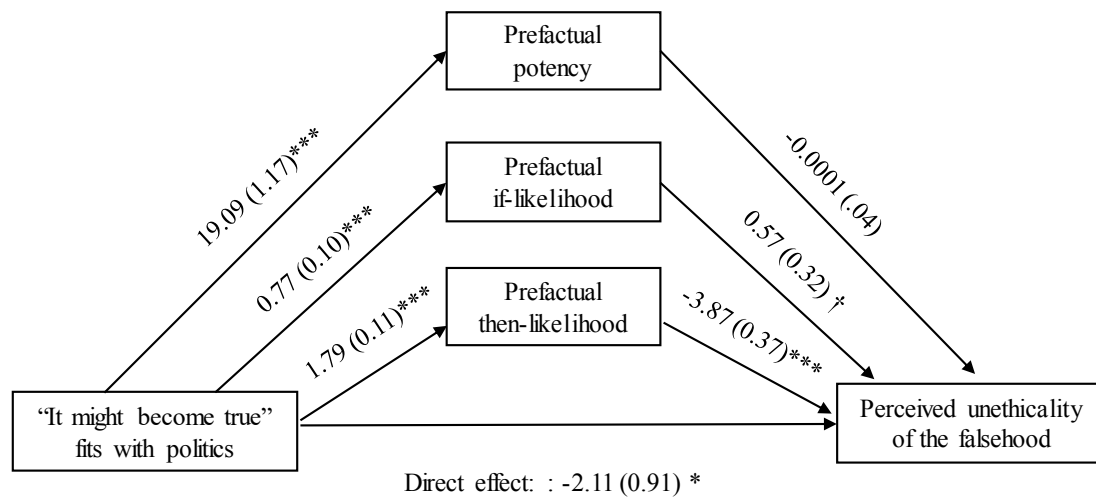 Prefactual
potency
19.09 (1.17)***
-0.0001 (.04)
Prefactual
if-likelihood
0.77 (0.10)***
0.57 (0.32) †
Prefactual
then-likelihood
1.79 (0.11)***
-3.87 (0.37)***
“It might become true”
fits with politics
Perceived unethicality
of the falsehood
Direct effect: : -2.11 (0.91) *